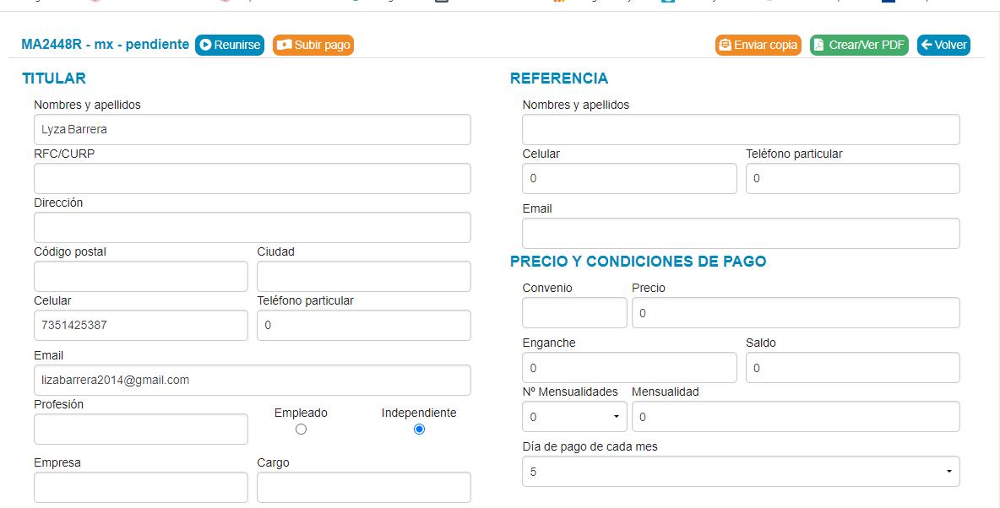 MA2448R - mx - pendiente Reunirse Subir pago Enviar copia Crear/Ver PDF Volver
TITULAR
Nombres y apellidos
Lyza Barrera
RFC/CURP
Dirección
Código postal Ciudad
Celular Teléfono particular
7351425387 0
Email
lizabarrera2014@gmail.com
Profesión Empleado Independiente
Empresa Cargo
REFERENCIA
Nombres y apellidos
Celular Teléfono particular
0 0
Email
PRECIO Y CONDICIONES DE PAGO
Convenio Precio
0
Enganche Saldo
0 0
Nº Mensualidades Mensualidad
0 0
Día de pago de cada mes
5